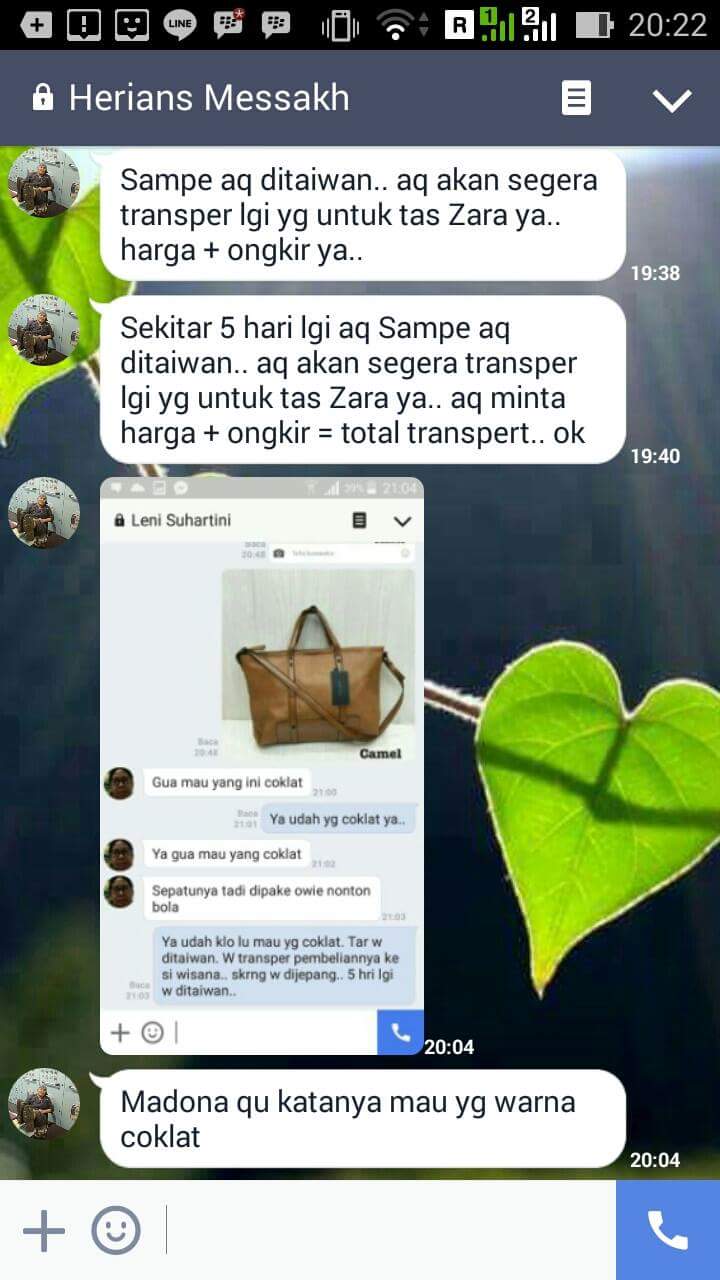 LINE
R
1
2
20:22
Herians Messakh
Sampe aq ditaiwan.. aq akan segera
transper lgi yg untuk tas Zara ya..
harga + ongkir ya..
19:38
Sekitar 5 hari lgi aq Sampe aq
ditaiwan.. aq akan segera transper
lgi yg untuk tas Zara ya.. aq minta
harga + ongkir = total transpert.. ok
19:40
39% 21:04
Leni Suhartini
Baca
20:48
Baca
20:48
Camel
Gua mau yang ini coklat
21:00
Baca
21:01
Ya udah yg coklat ya..
Ya gua mau yang coklat
21:02
Sepatunya tadi dipake owie nonton
bola
21:03
Ya udah klo lu mau yg coklat. Tar w
ditaiwan. W transper pembeliannya ke
si wisana.. skrng w dijepang.. 5 hri lgi
w ditaiwan..
Baca
21:03
20:04
Madona qu katanya mau yg warna
coklat
20:04